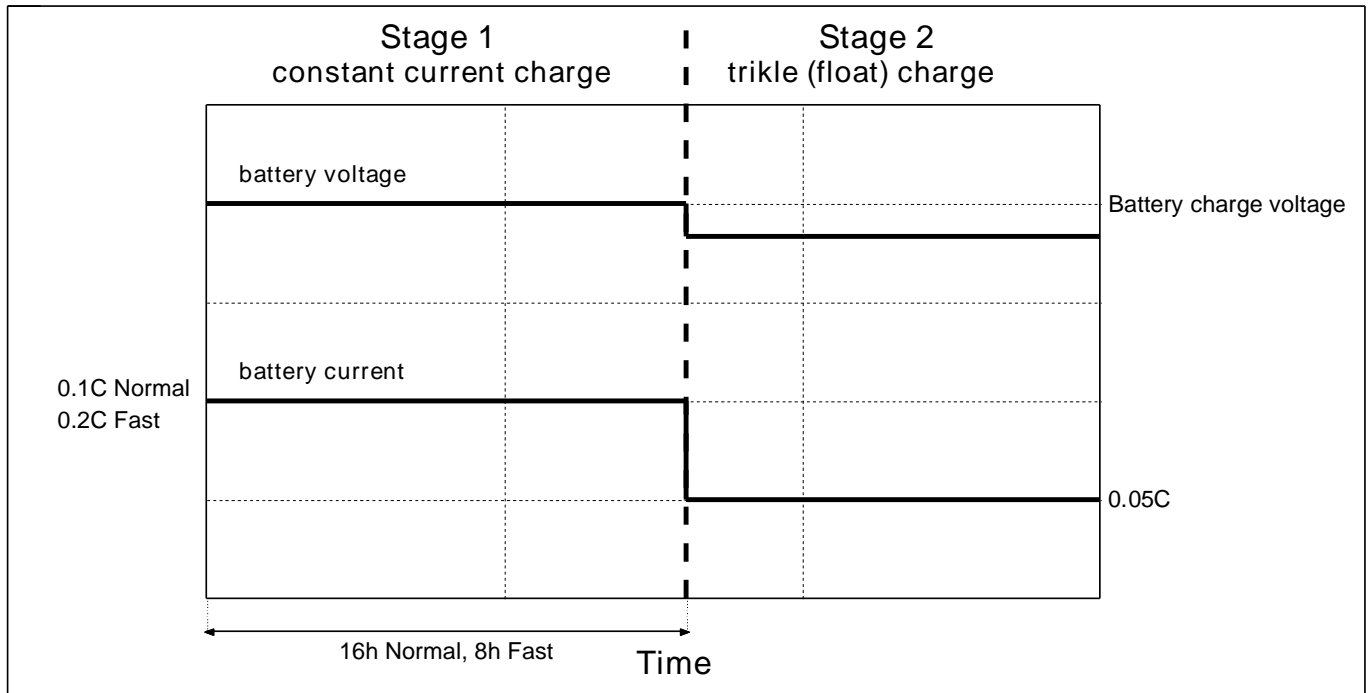 Stage 1
constant current charge
Stage 2
trikle (float) charge
battery voltage
Battery charge voltage
battery current
0.1C Normal
0.2C Fast
0.05C
16h Normal, 8h Fast
Time